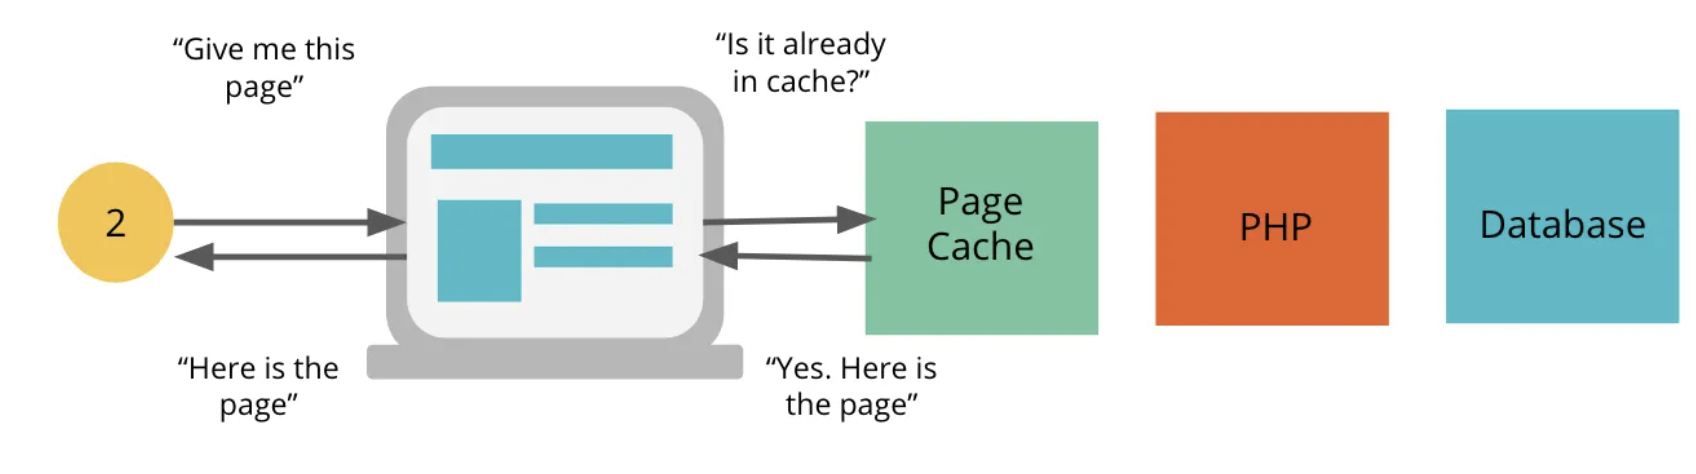 “Give me this
page”
“Is it already
in cache?”
2
Page
Cache
PHP
Database
“Here is the
page”
“Yes. Here is
the page”